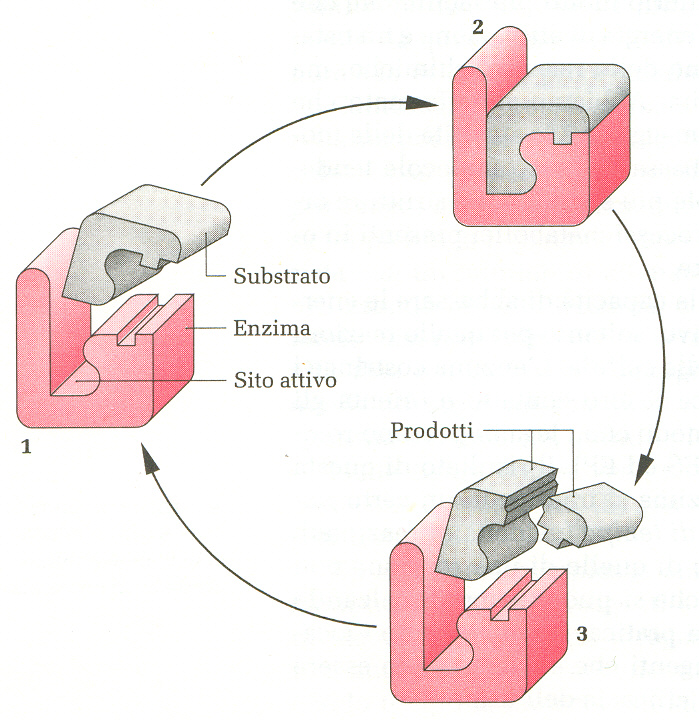 2
Substrato
Enzima
Sito attivo
1
Prodotti
3